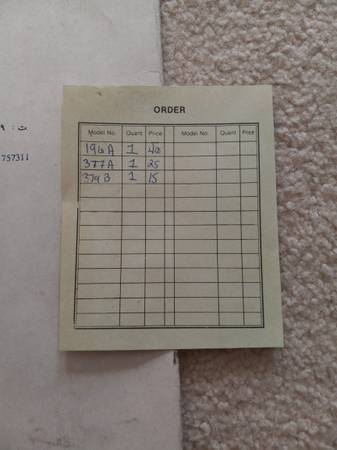 ت : ٩
757311
ORDER
Model No. Quant Price Model No. Quant Price
196A 1 40
377A 1 25
379B 1 15